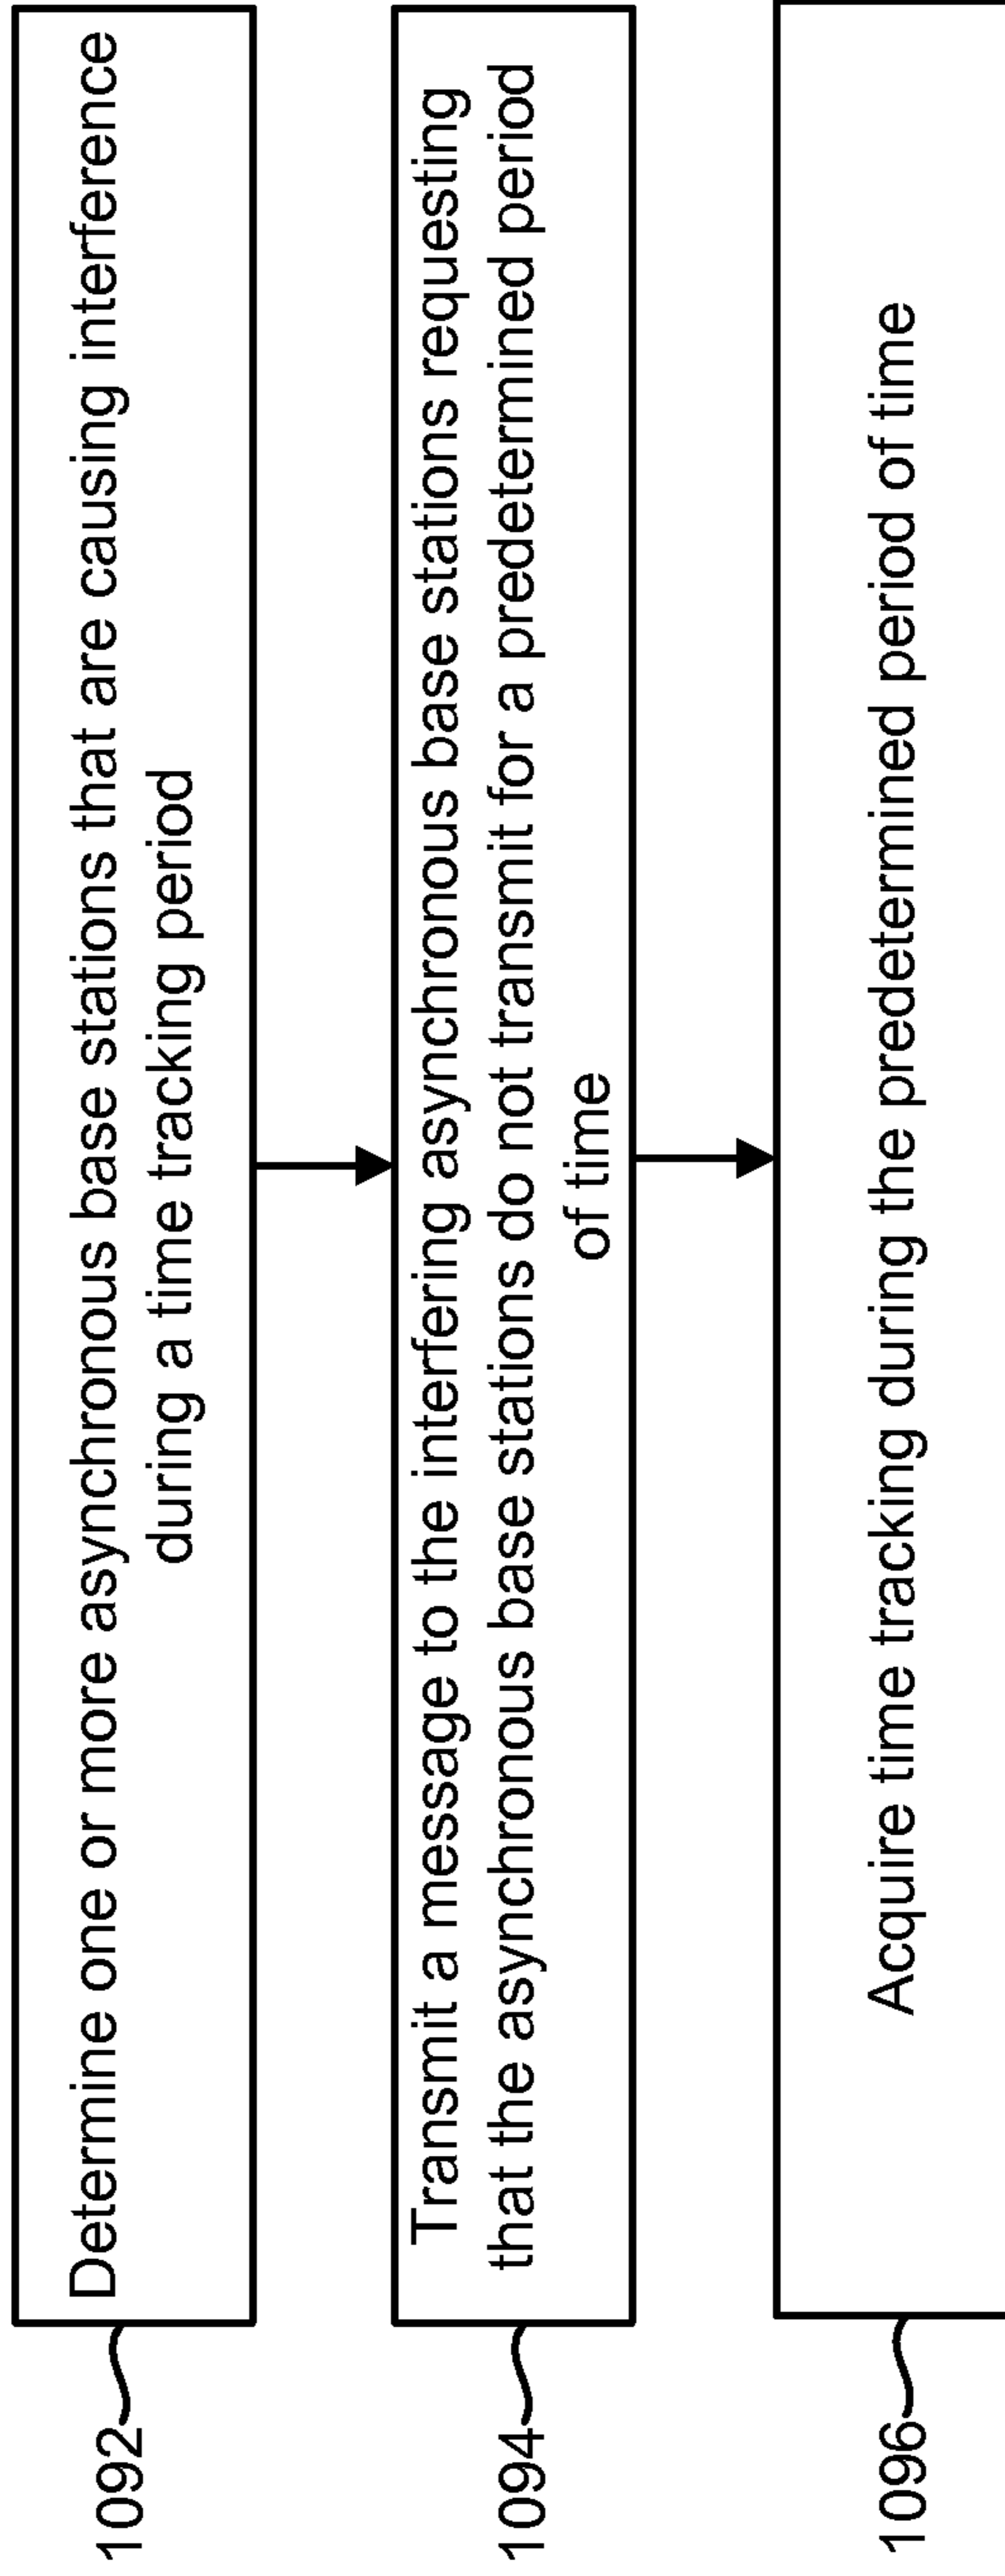 Determine one or more asynchronous base stations that are causing interference
during a time tracking period
1092
Transmit a message to the interfering asynchronous base stations requesting
that the asynchronous base stations do not transmit for a predetermined period
of time
1094
Acquire time tracking during the predetermined period of time
1096